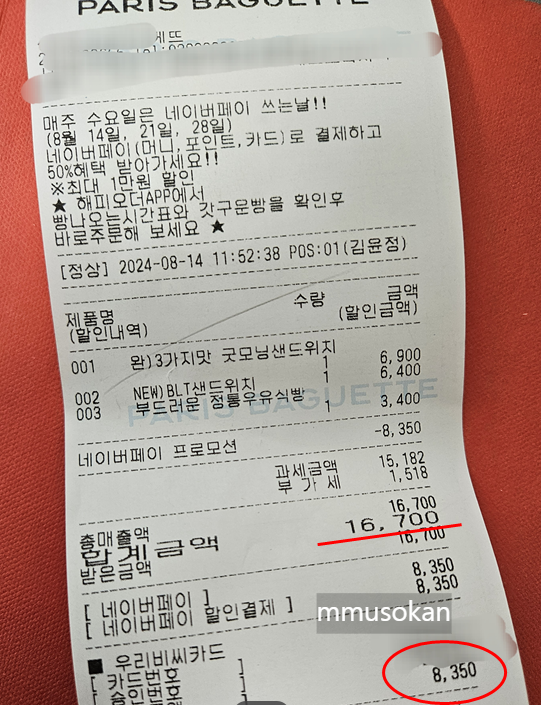 PARIS BAGUETTE
매주 수요일은 네이버페이 쓰는날!!
(8월 14일, 21일, 28일)
네이버페이(머니,포인트,카드)로 결제하고
50%혜택 받아가세요!!
※최대 1만원 할인
★ 해피오더APP에서
빵나오는시간표와 갓구운빵을 확인후
바로주문해 보세요 ★
[정상] 2024-08-14 11:52:38 POS:01(김윤정)
제품명 수량 금액
(할인내역) (할인금액)
001 완)3가지맛 굿모닝샌드위치
1 6,900
002 NEW)BLT샌드위치 1 6,400
003 부드러운 정통우유식빵
1 3,400
PARIS BAGUETTE
네이버페이 프로모션 -8,350
과세금액 15,182
부 가 세 1,518
총매출액 16,700
합계금액 16,700
받은금액 16,700
[ 네이버페이 ] 8,350
[ 네이버페이 할인결제 ] 8,350
mmusokan
■ 우리비씨카드 8,350
[ 카드번호 ]
[ 승인번호 ]